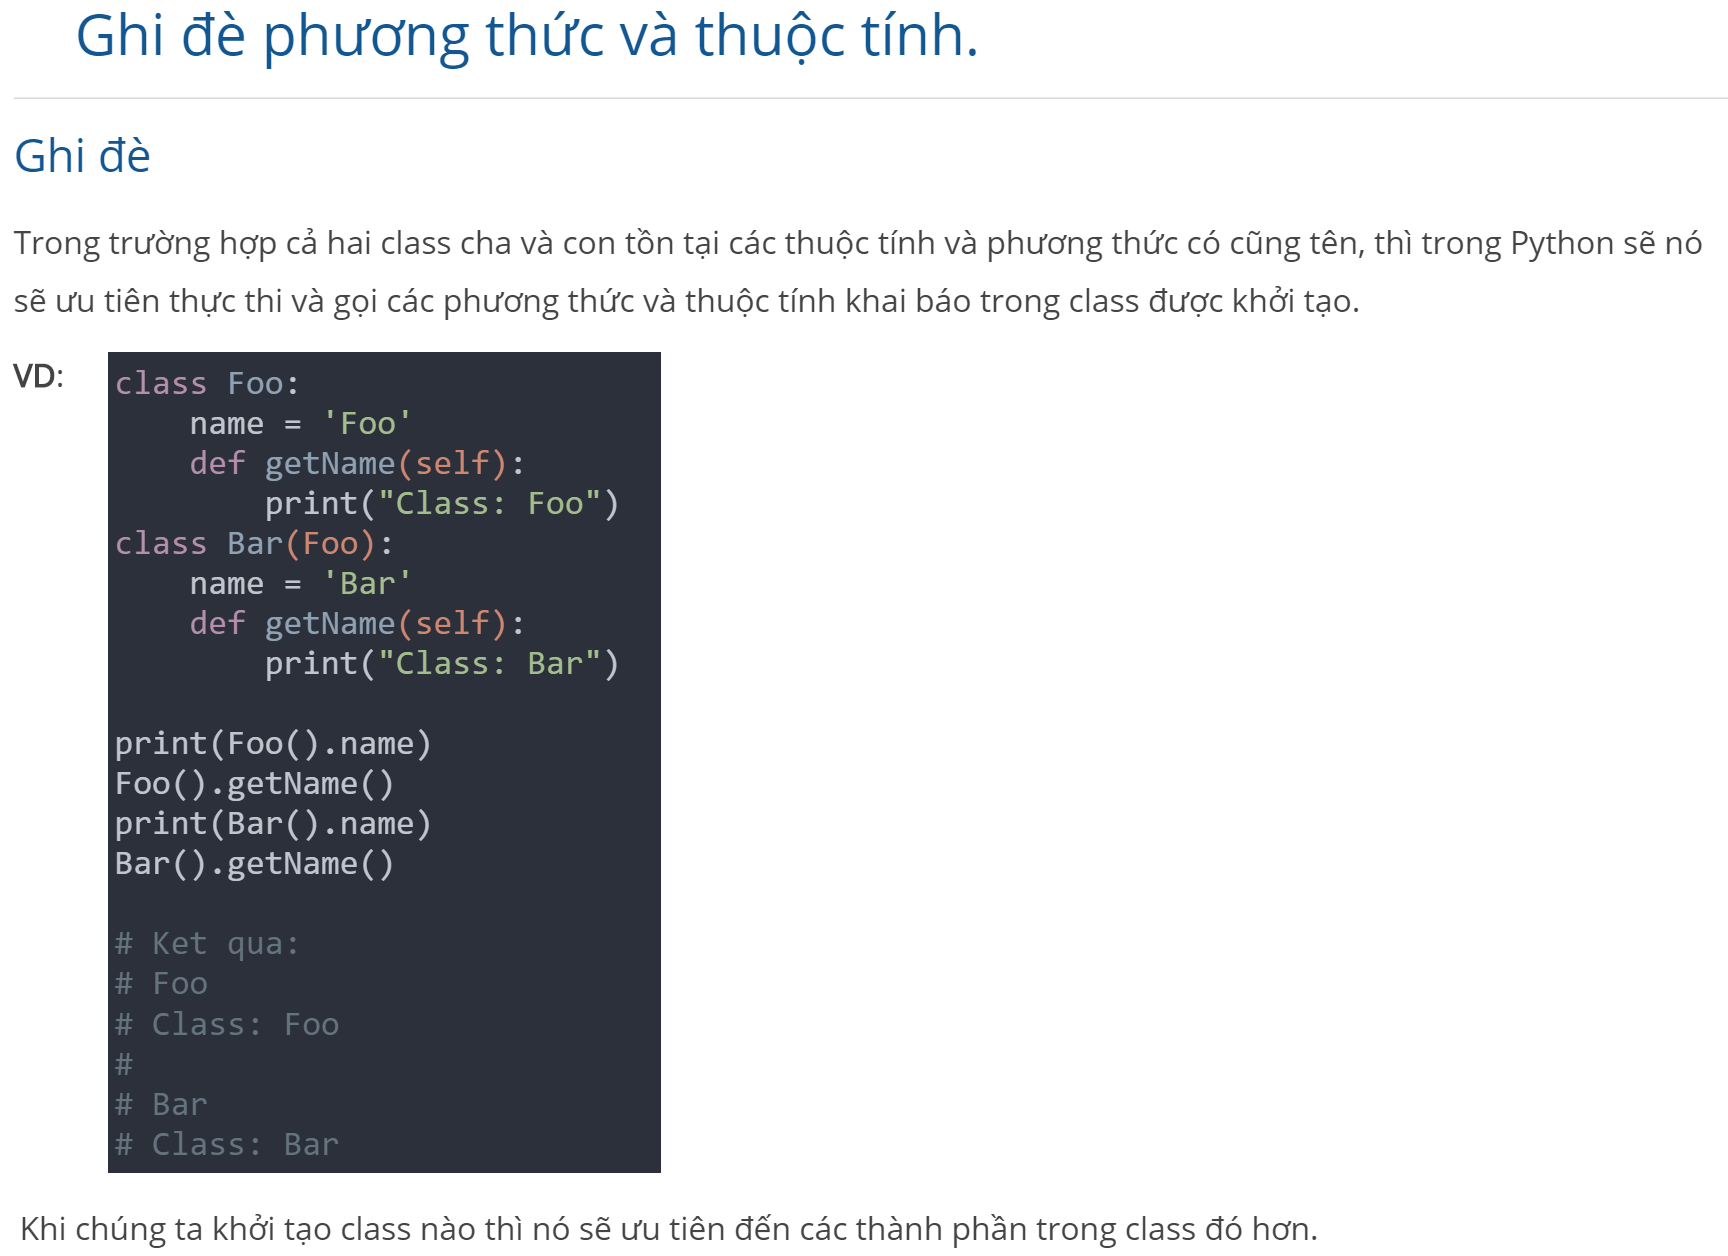 Ghi đè phương thức và thuộc tính.
Ghi đè
Trong trường hợp cả hai class cha và con tồn tại các thuộc tính và phương thức có cũng tên, thì trong Python sẽ nó
sẽ ưu tiên thực thi và gọi các phương thức và thuộc tính khai báo trong class được khởi tạo.
VD:
class Foo:
    name = 'Foo'
    def getName(self):
        print("Class: Foo")
class Bar(Foo):
    name = 'Bar'
    def getName(self):
        print("Class: Bar")

print(Foo().name)
Foo().getName()
print(Bar().name)
Bar().getName()

# Ket qua:
# Foo
# Class: Foo
#
# Bar
# Class: Bar
Khi chúng ta khởi tạo class nào thì nó sẽ ưu tiên đến các thành phần trong class đó hơn.